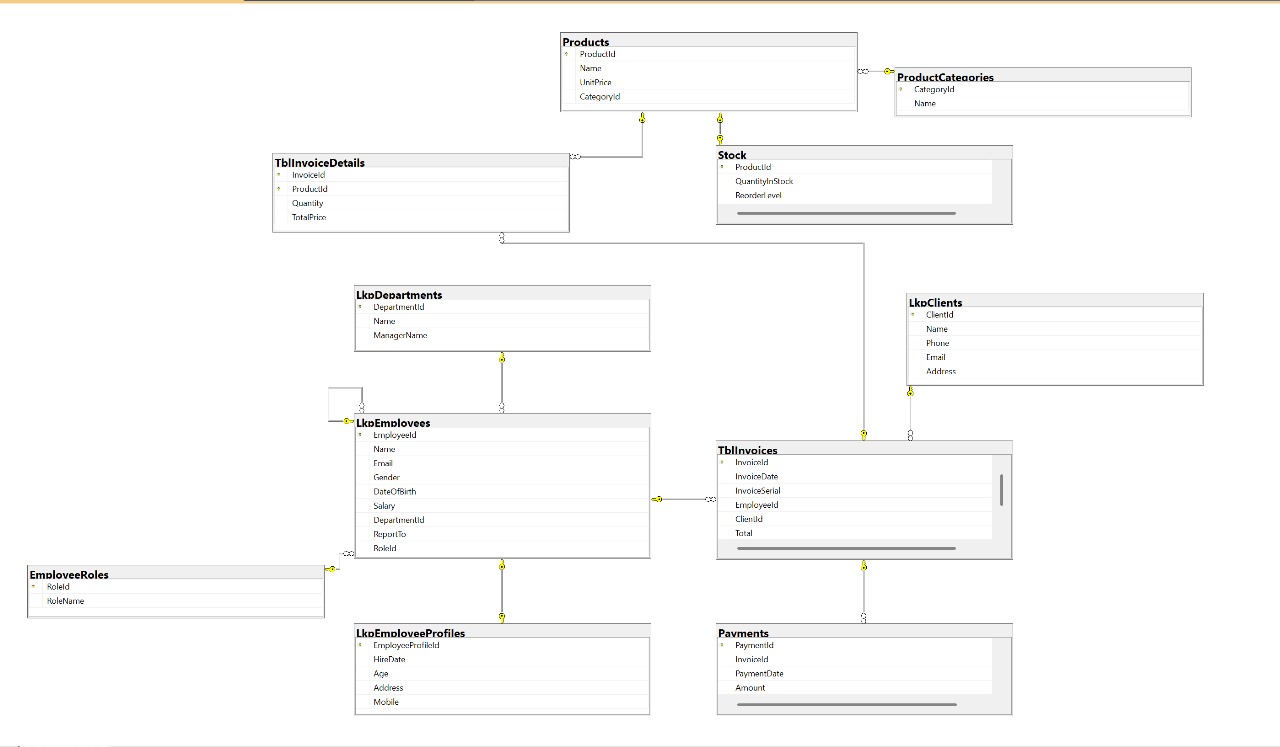 Products
ProductId
Name
UnitPrice
CategoryId
ProductCategories
CategoryId
Name
TblInvoiceDetails
InvoiceId
ProductId
Quantity
TotalPrice
Stock
ProductId
QuantityInStock
ReorderLevel
LkpDepartments
DepartmentId
Name
ManagerName
LkpClients
ClientId
Name
Phone
Email
Address
LkpEmployees
EmployeeId
Name
Email
Gender
DateOfBirth
Salary
DepartmentId
ReportTo
RoleId
TblInvoices
InvoiceId
InvoiceDate
InvoiceSerial
EmployeeId
ClientId
Total
EmployeeRoles
RoleId
RoleName
LkpEmployeeProfiles
EmployeeProfileId
HireDate
Age
Address
Mobile
Payments
PaymentId
InvoiceId
PaymentDate
Amount